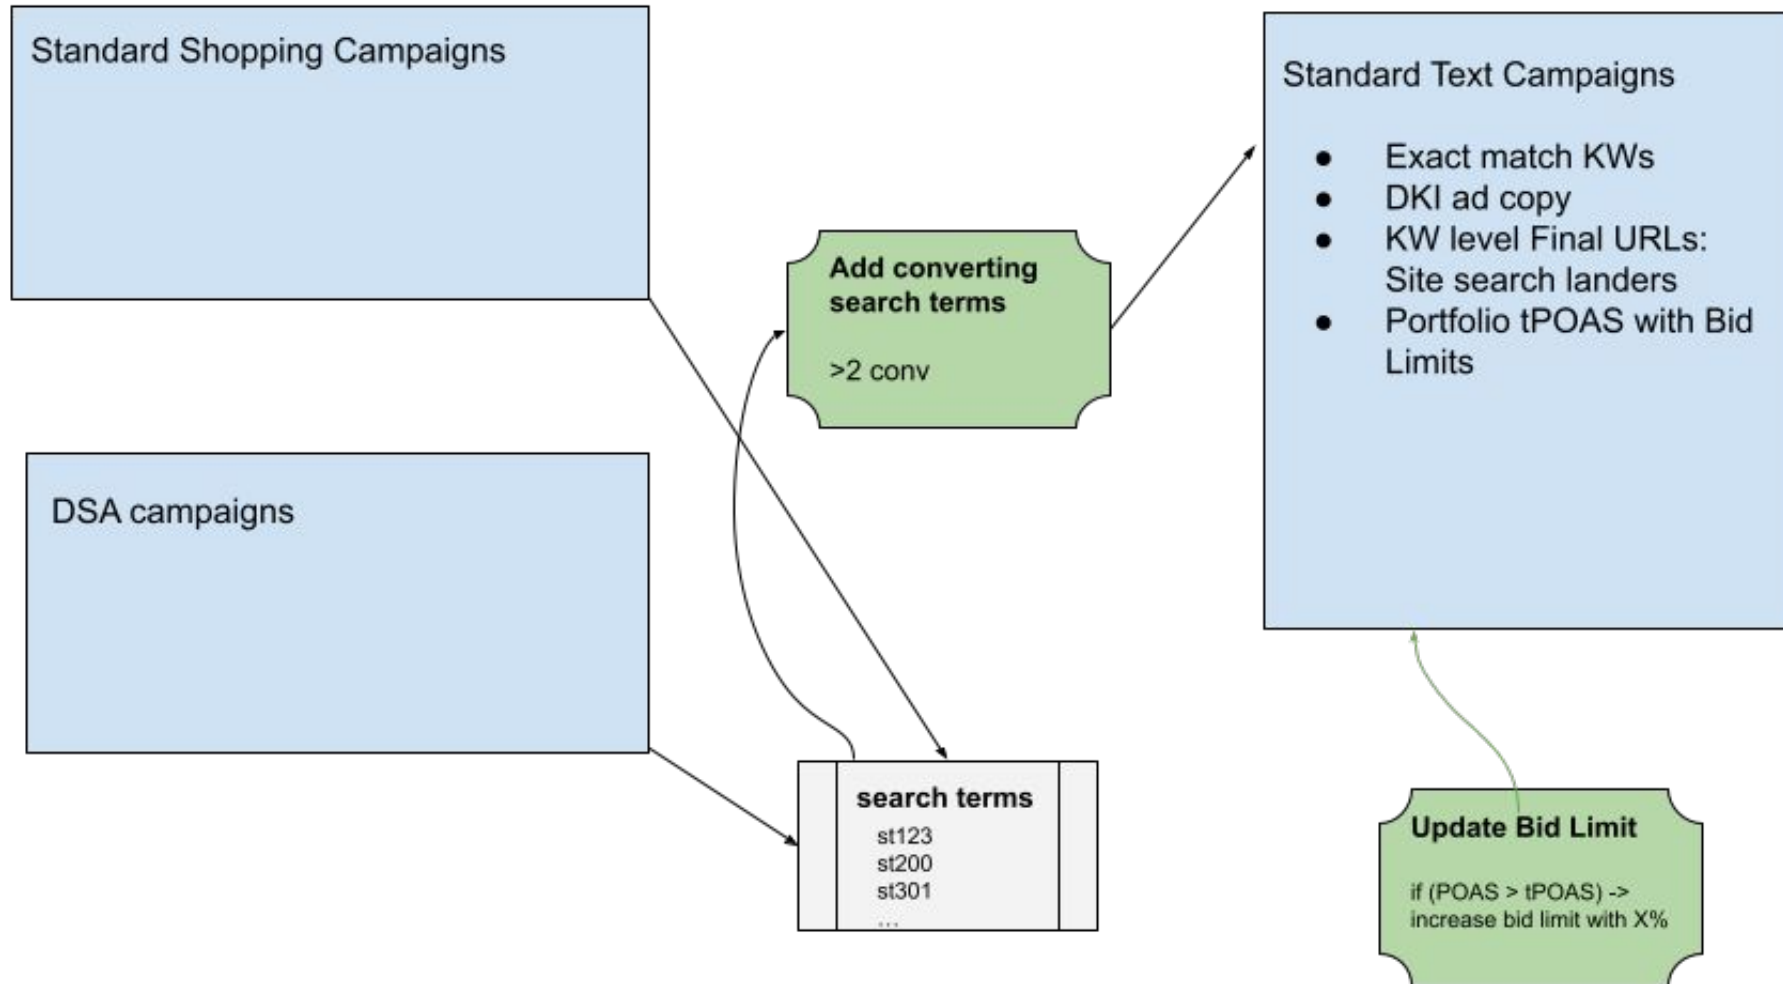 Standard Shopping Campaigns
DSA campaigns
Add converting
search terms
>2 conv
search terms
st123
st200
st301
...
Standard Text Campaigns
● Exact match KWs
● DKI ad copy
● KW level Final URLs:
Site search landers
● Portfolio tPOAS with Bid
Limits
Update Bid Limit
if (POAS > tPOAS) ->
increase bid limit with X%